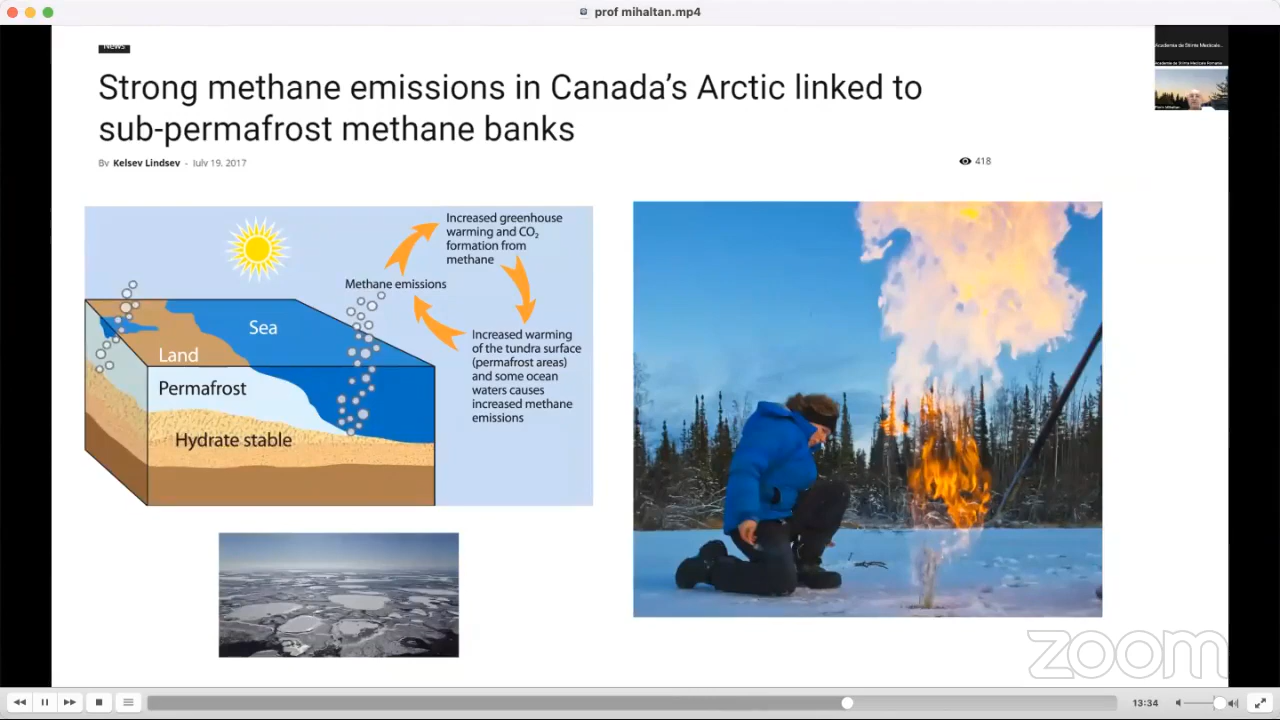 prof mihaltan.mp4
News
Strong methane emissions in Canada's Arctic linked to
sub-permafrost methane banks
By Kelsey Lindsey - July 19, 2017
418
Increased greenhouse
warming and CO₂
formation from
methane
Methane emissions
Increased warming
of the tundra surface
(permafrost areas)
and some ocean
waters causes
increased methane
emissions
Sea
Land
Permafrost
Hydrate stable
zoom
13:34